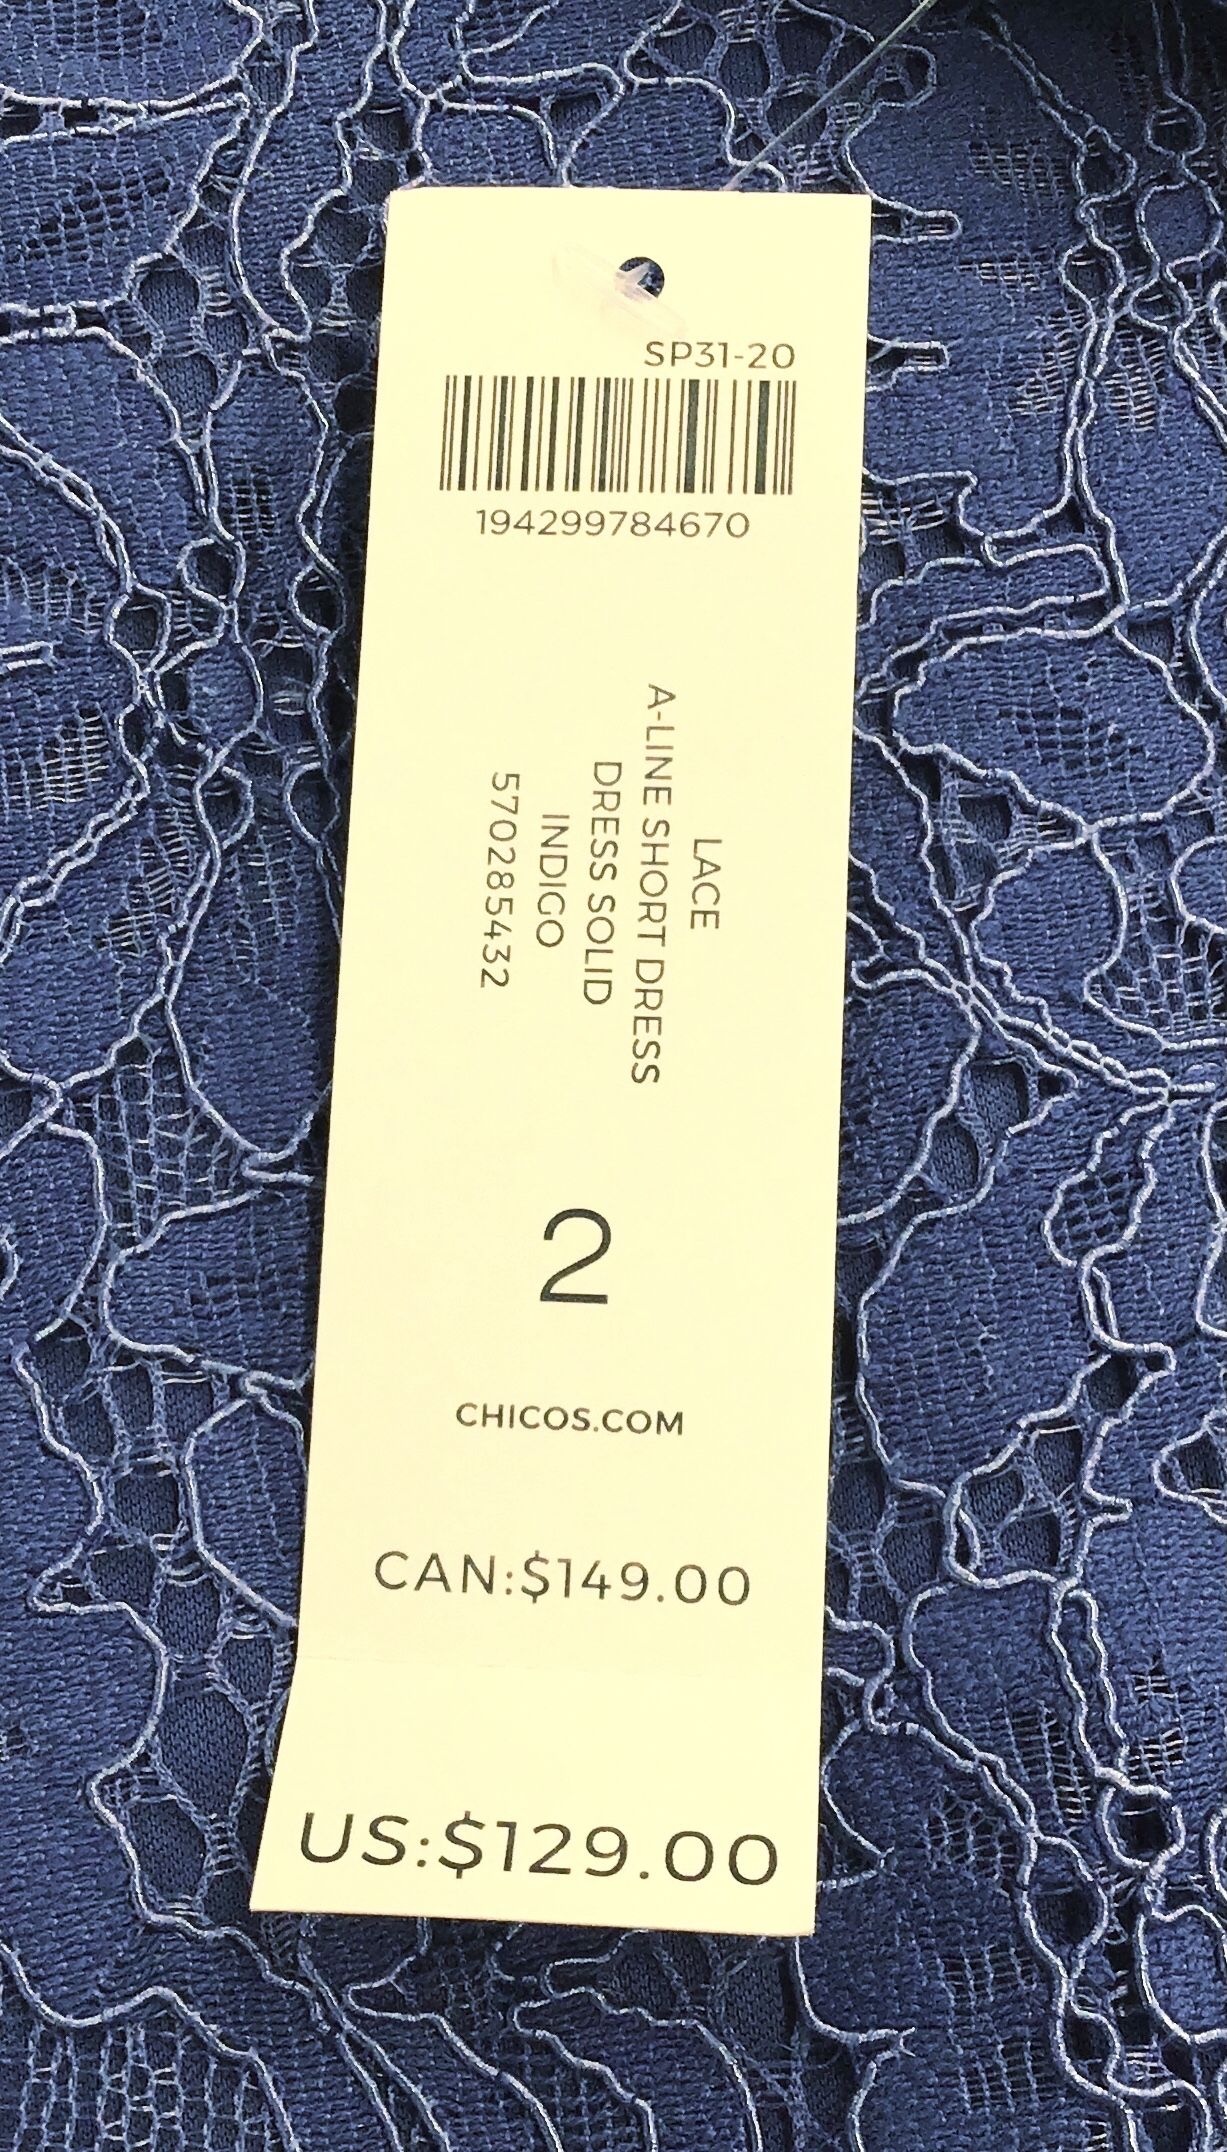 SP31-20
194299784670
LACE
A-LINE SHORT DRESS
DRESS SOLID
INDIGO
570285432
2
CHICOS.COM
CAN:$149.00
US:$129.00